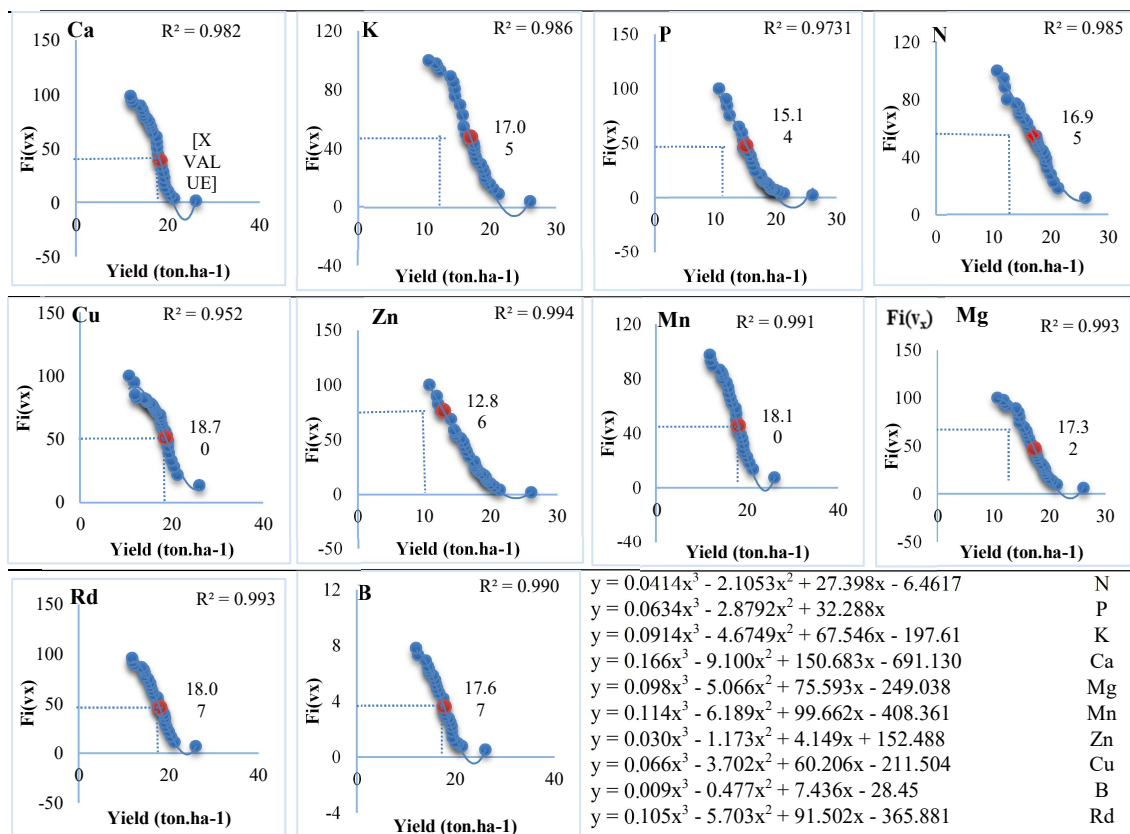 Ca
R² = 0.982
150
100
50
0
-50
0
20
40
Fi(vx)
[X
VAL
UE]
Yield (ton.ha-1)
K
R² = 0.986
120
80
40
0
-40
0
10
20
30
Fi(vx)
17.0
5
Yield (ton.ha-1)
P
R² = 0.9731
150
100
50
0
-50
0
10
20
30
Fi(vx)
15.1
4
Yield (ton.ha-1)
N
R² = 0.985
120
80
40
0
0
10
20
30
Fi(vx)
16.9
5
Yield (ton.ha-1)
Cu
R² = 0.952
150
100
50
0
0
20
40
Fi(vx)
18.7
0
Yield (ton.ha-1)
Zn
R² = 0.994
150
100
50
0
-50
0
10
20
30
Fi(vx)
12.8
6
Yield (ton.ha-1)
Mn
R² = 0.991
120
80
40
0
-40
0
20
40
Fi(vx)
18.1
0
Yield (ton.ha-1)
Fi(vₓ)
Mg
R² = 0.993
150
100
50
0
-50
0
10
20
30
17.3
2
Yield (ton.ha-1)
Rd
R² = 0.993
150
100
50
0
-50
0
20
40
Fi(vx)
18.0
7
Yield (ton.ha-1)
B
R² = 0.990
12
8
4
0
-4
0
20
40
Fi(vx)
17.6
7
Yield (ton.ha-1)
y = 0.0414x³ - 2.1053x² + 27.398x - 6.4617 N
y = 0.0634x³ - 2.8792x² + 32.288x P
y = 0.0914x³ - 4.6749x² + 67.546x - 197.61 K
y = 0.166x³ - 9.100x² + 150.683x - 691.130 Ca
y = 0.098x³ - 5.066x² + 75.593x - 249.038 Mg
y = 0.114x³ - 6.189x² + 99.662x - 408.361 Mn
y = 0.030x³ - 1.173x² + 4.149x + 152.488 Zn
y = 0.066x³ - 3.702x² + 60.206x - 211.504 Cu
y = 0.009x³ - 0.477x² + 7.436x - 28.45 B
y = 0.105x³ - 5.703x² + 91.502x - 365.881 Rd